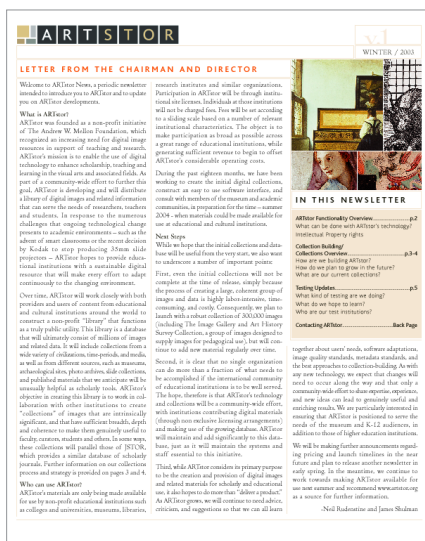 ARTSTOR
v.1
WINTER / 2003
LETTER FROM THE CHAIRMAN AND DIRECTOR
Welcome to ARTstor News, a periodic newsletter
intended to introduce you to ARTstor and to update
you on ARTstor developments.
What is ARTstor?
ARTstor was founded as a non-profit initiative
of The Andrew W. Mellon Foundation, which
recognized an increasing need for digital image
resources in support of teaching and research.
ARTstor's mission is to enable the use of digital
technology to enhance scholarship, teaching and
learning in the visual arts and associated fields. As
part of a community-wide effort to further this
goal, ARTstor is developing and will distribute
a library of digital images and related information
that can serve the needs of researchers, teachers
and students. In response to the numerous
challenges that ongoing technological change
presents to academic environments – such as the
advent of smart classrooms or the recent decision
by Kodak to stop producing 35mm slide
projectors – ARTstor hopes to provide educa-
tional institutions with a sustainable digital
resource that will make every effort to adapt
continuously to the changing environment.
Over time, ARTstor will work closely with both
providers and users of content from educational
and cultural institutions around the world to
construct a non-profit "library" that functions
as a truly public utility. This library is a database
that will ultimately consist of millions of images
and related data. It will include collections from a
wide variety of civilizations, time-periods, and media,
as well as from different sources, such as museums,
archaeological sites, photo archives, slide collections,
and published materials that we anticipate will be
unusually helpful as scholarly tools. ARTstor's
objective in creating this library is to work in col-
laboration with other institutions to create
"collections" of images that are intrinsically
significant, and that have sufficient breadth, depth
and coherence to make them genuinely useful to
faculty, curators, students and others. In some ways,
these collections will parallel those of JSTOR,
which provides a similar database of scholarly
journals. Further information on our collections
process and strategy is provided on pages 3 and 4.
Who can use ARTstor?
ARTstor's materials are only being made available
for use by non-profit educational institutions such
as colleges and universities, museums, libraries,
research institutes and similar organizations.
Participation in ARTstor will be through institu-
tional site licenses. Individuals at those institutions
will not be charged fees. Fees will be set according
to a sliding scale based on a number of relevant
institutional characteristics. The object is to
make participation as broad as possible across
a great range of educational institutions, while
generating sufficient revenue to begin to offset
ARTstor's considerable operating costs.
During the past eighteen months, we have been
working to create the initial digital collections,
construct an easy to use software interface, and
consult with members of the museum and academic
communities, in preparation for the time – summer
2004 – when materials could be made available for
use at educational and cultural institutions.
Next Steps
While we hope that the initial collections and data-
base will be useful from the very start, we also want
to underscore a number of important points:
First, even the initial collections will not be
complete at the time of release, simply because
the process of creating a large, coherent group of
images and data is highly labor-intensive, time-
consuming, and costly. Consequently, we plan to
launch with a robust collection of 300,000 images
(including The Image Gallery and Art History
Survey Collection, a group of images designed to
supply images for pedagogical use), but will con-
tinue to add new material regularly over time.
Second, it is clear that no single organization
can do more than a fraction of what needs to
be accomplished if the international community
of educational institutions is to be well served.
The hope, therefore is that ARTstor's technology
and collections will be a community-wide effort,
with institutions contributing digital materials
(through non exclusive licensing arrangements)
and making use of the growing database. ARTstor
will maintain and add significantly to this data-
base, just as it will maintain the systems and
staff essential to this initiative.
Third, while ARTstor considers its primary purpose
to be the creation and provision of digital images
and related materials for scholarly and educational
use, it also hopes to do more than "deliver a product."
As ARTstor grows, we will continue to need advice,
criticism, and suggestions so that we can all learn
IN THIS NEWSLETTER
ARTstor Functionality Overview....................p.2
What can be done with ARTstor's technology?
Intellectual Property rights
Collection Building/
Collections Overview....................p.3-4
How are we building ARTstor?
How do we plan to grow in the future?
What are our current collections?
Testing Updates....................p.5
What kind of testing are we doing?
What do we hope to learn?
Who are our test institutions?
Contacting ARTstor....................Back Page
together about users' needs, software adaptations,
image quality standards, metadata standards, and
the best approaches to collection-building. As with
any new technology, we expect that changes will
need to occur along the way and that only a
community-wide effort to share expertise, experience,
and new ideas can lead to genuinely useful and
enriching results. We are particularly interested in
ensuring that ARTstor is positioned to serve the
needs of the museum and K-12 audiences, in
addition to those of higher education institutions.
We will be making further announcements regard-
ing pricing and launch timelines in the near
future and plan to release another newsletter in
early spring. In the meantime, we continue to
work towards making ARTstor available for
use next summer and recommend www.artstor.org
as a source for further information.
-Neil Rudenstine and James Shulman